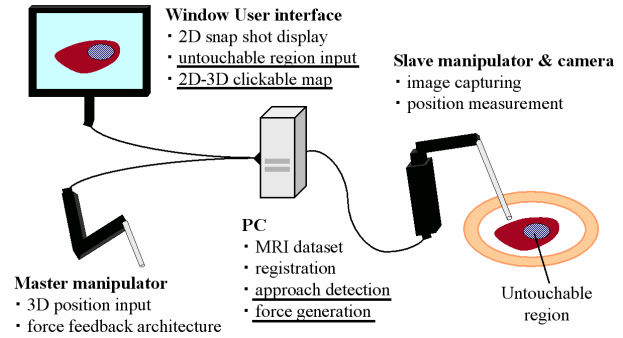 Window User interface
・2D snap shot display
・untouchable region input
・2D-3D clickable map
Slave manipulator & camera
・image capturing
・position measurement
PC
・MRI dataset
・registration
・approach detection
・force generation
Master manipulator
・3D position input
・force feedback architecture
Untouchable
region